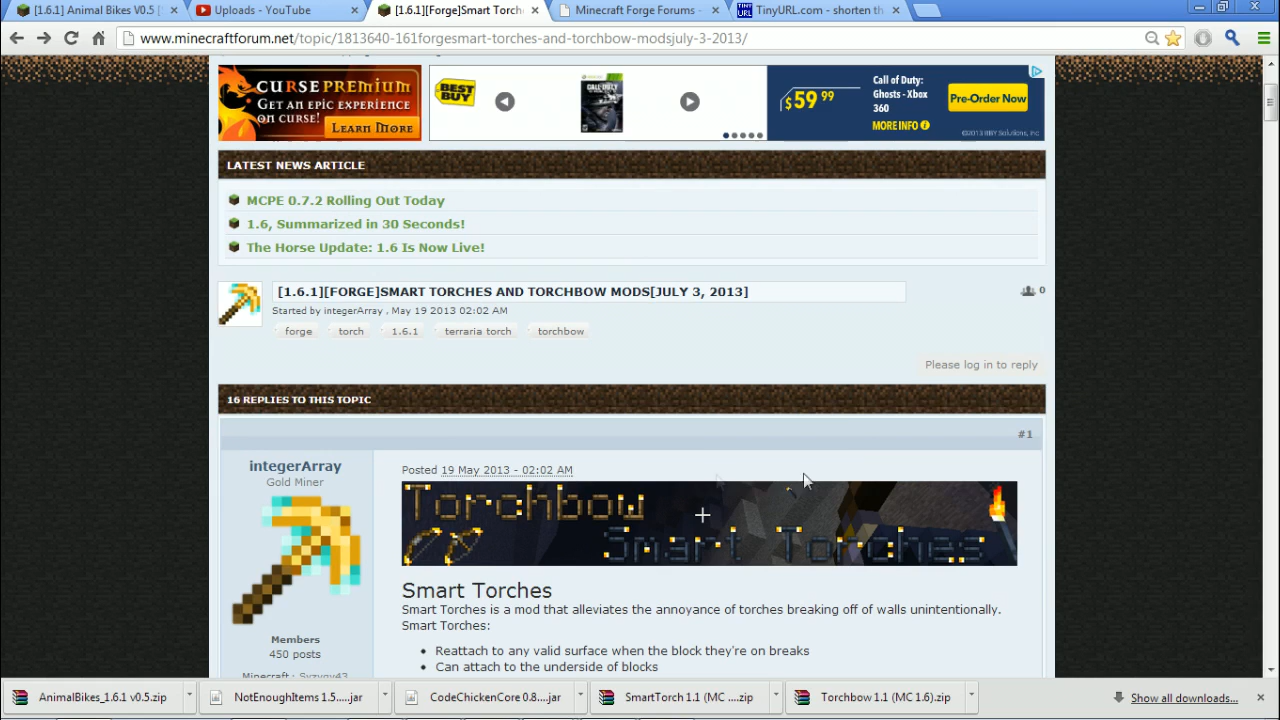 [1.6.1] Animal Bikes V0.5 [
Uploads - YouTube
[1.6.1][Forge]Smart Torch
Minecraft Forge Forums -
TINY URL
TinyURL.com - shorten th
www.minecraftforum.net/topic/1813640-161forgesmart-torches-and-torchbow-modsjuly-3-2013/
CURSE PREMIUM
GET AN EPIC EXPERIENCE
ON CURSE!
LEARN MORE
BEST BUY
$59 99
Call of Duty:
Ghosts - Xbox
360
MORE INFO
Pre-Order Now
©2013 BBY Solutions, Inc
LATEST NEWS ARTICLE
MCPE 0.7.2 Rolling Out Today
1.6, Summarized in 30 Seconds!
The Horse Update: 1.6 Is Now Live!
[1.6.1][FORGE]SMART TORCHES AND TORCHBOW MODS[JULY 3, 2013]
0
Started by integerArray , May 19 2013 02:02 AM
forge torch 1.6.1 terraria torch torchbow
Please log in to reply
16 REPLIES TO THIS TOPIC
#1
integerArray
Gold Miner
Members
450 posts
Minecraft : Syzygy43
Posted 19 May 2013 - 02:02 AM
Torchbow
Smart Torches
Smart Torches
Smart Torches is a mod that alleviates the annoyance of torches breaking off of walls unintentionally.
Smart Torches:
Reattach to any valid surface when the block they're on breaks
Can attach to the underside of blocks
AnimalBikes_1.6.1 v0.5.zip
NotEnoughItems 1.5.....jar
CodeChickenCore 0.8....jar
SmartTorch 1.1 (MC ....zip
Torchbow 1.1 (MC 1.6).zip
Show all downloads...